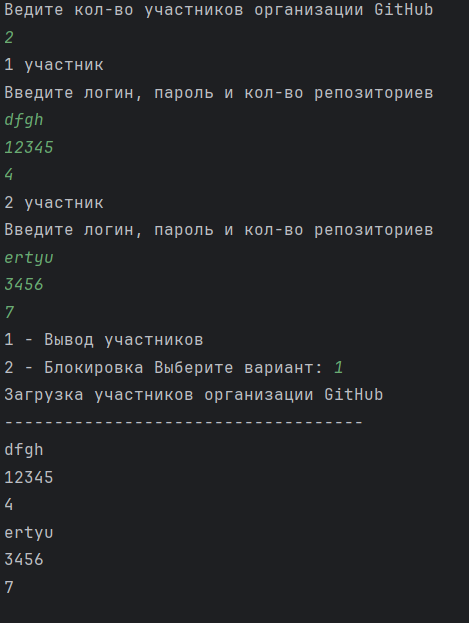 Ведите кол-во участников организации GitHub
2
1 участник
Введите логин, пароль и кол-во репозиториев
dfgh
12345
4
2 участник
Введите логин, пароль и кол-во репозиториев
ertyu
3456
7
1 - Вывод участников
2 - Блокировка Выберите вариант: 1
Загрузка участников организации GitHub
------------------------------------
dfgh
12345
4
ertyu
3456
7